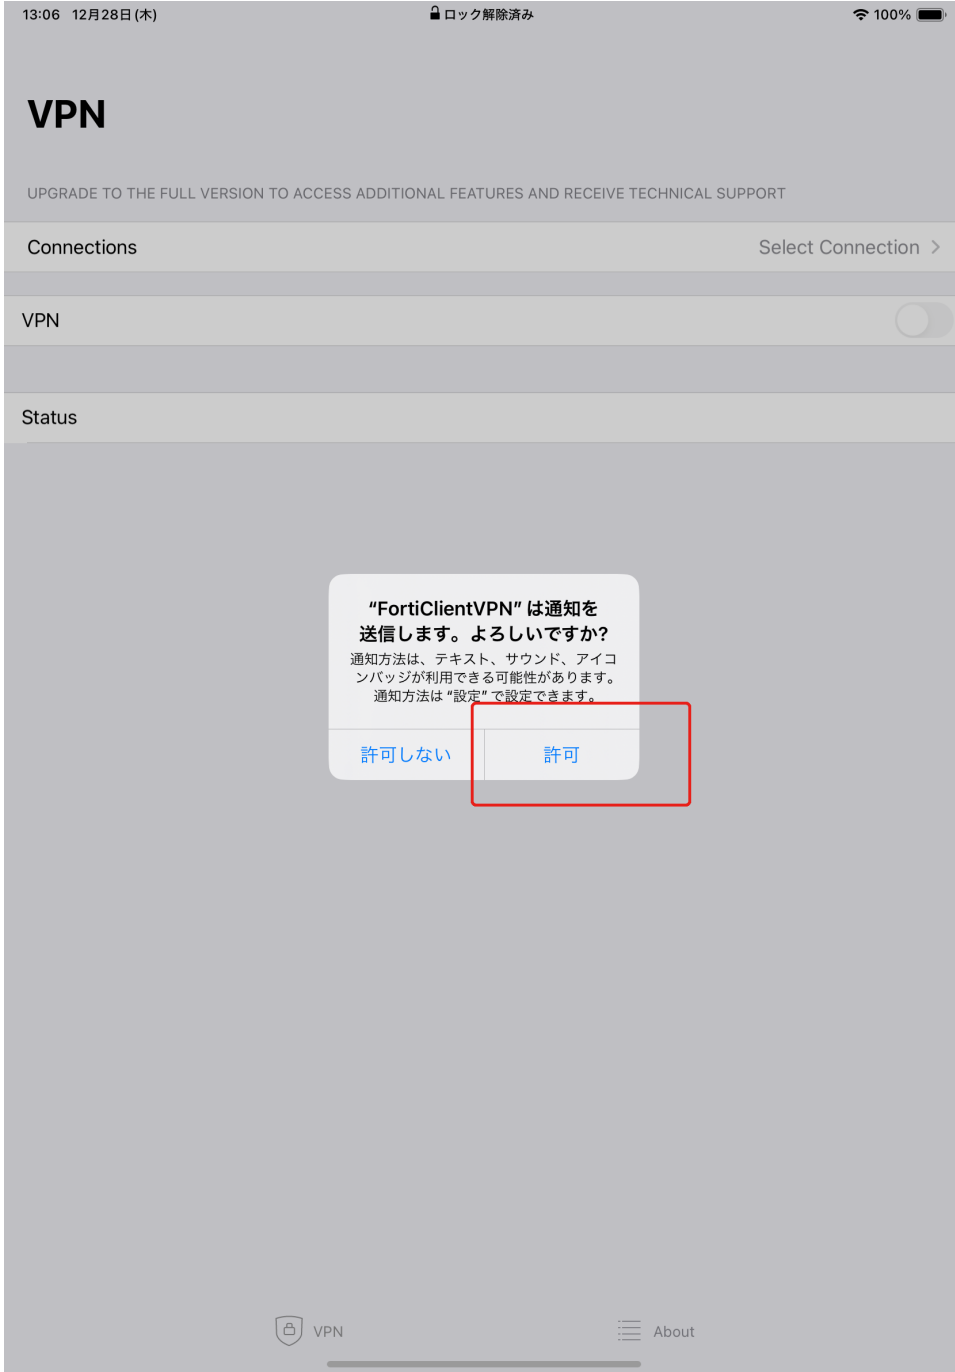 13:06 12月28日(木) ロック解除済み 100%
VPN
UPGRADE TO THE FULL VERSION TO ACCESS ADDITIONAL FEATURES AND RECEIVE TECHNICAL SUPPORT
Connections Select Connection
VPN
Status
“FortiClientVPN” は通知を
送信します。よろしいですか?
通知方法は、テキスト、サウンド、アイコ
ンバッジが利用できる可能性があります。
通知方法は “設定” で設定できます。
許可しない 許可
VPN About